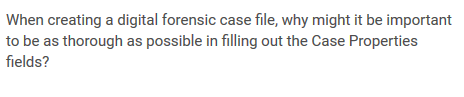 When creating a digital forensic case file, why might it be important
to be as thorough as possible in filling out the Case Properties
fields?